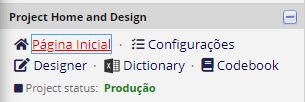 Project Home and Design
Página Inicial · Configurações
Designer · Dictionary · Codebook
Project status: Produção